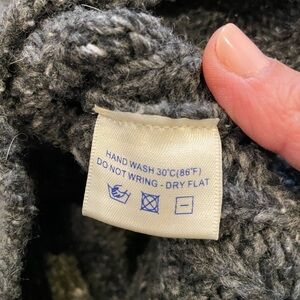 HAND WASH 30°C(86°F)
DO NOT WRING - DRY FLAT